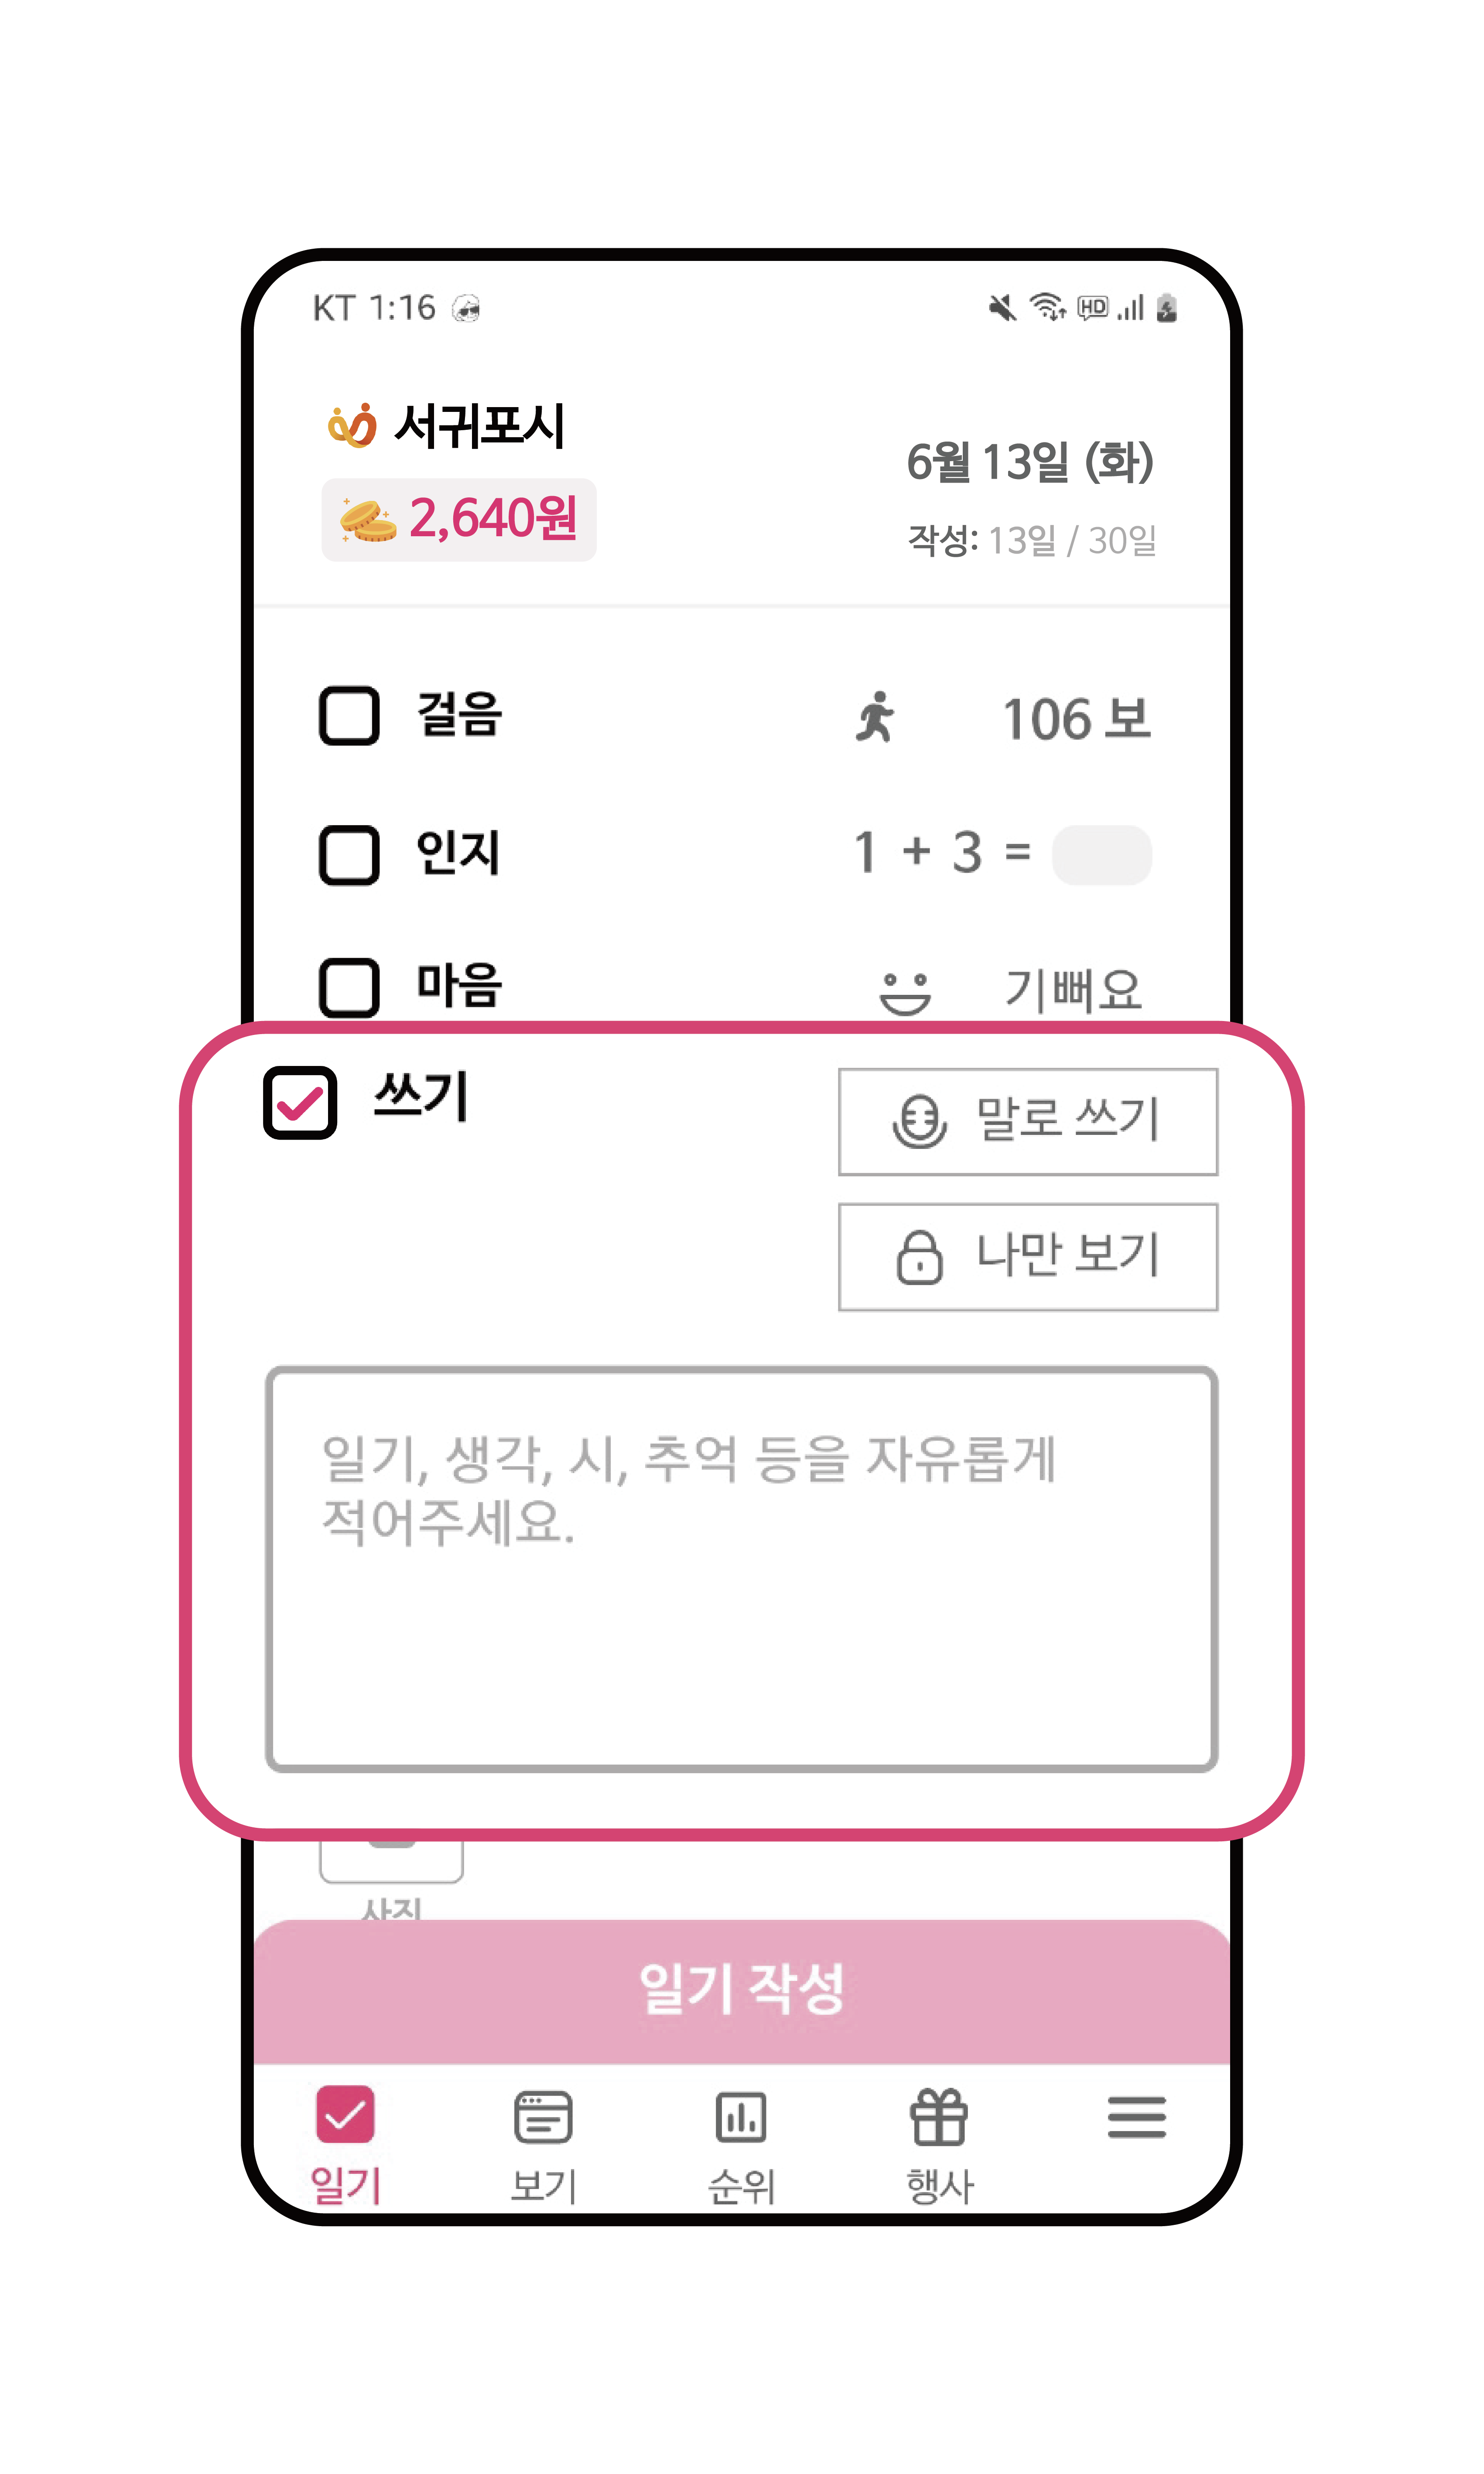 KT 1:16
HD
서귀포시
2,640원
6월 13일 (화)
작성: 13일 / 30일
걸음
106 보
인지
1 + 3 =
마음
기뻐요
쓰기
말로 쓰기
나만 보기
일기, 생각, 시, 추억 등을 자유롭게
적어주세요.
사진
일기 작성
일기
보기
순위
행사